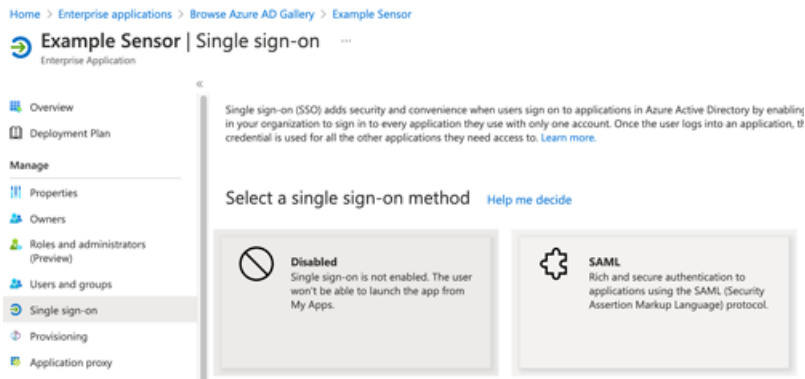 Home > Enterprise applications > Browse Azure AD Gallery > Example Sensor
Example Sensor | Single sign-on ...
Enterprise Application
«
Overview
Deployment Plan
Manage
Properties
Owners
Roles and administrators
(Preview)
Users and groups
Single sign-on
Provisioning
Application proxy
Single sign-on (SSO) adds security and convenience when users sign on to applications in Azure Active Directory by enabling
in your organization to sign in to every application they use with only one account. Once the user logs into an application, th
credential is used for all the other applications they need access to. Learn more.
Select a single sign-on method Help me decide
Disabled
Single sign-on is not enabled. The user
won't be able to launch the app from
My Apps.
SAML
Rich and secure authentication to
applications using the SAML (Security
Assertion Markup Language) protocol.